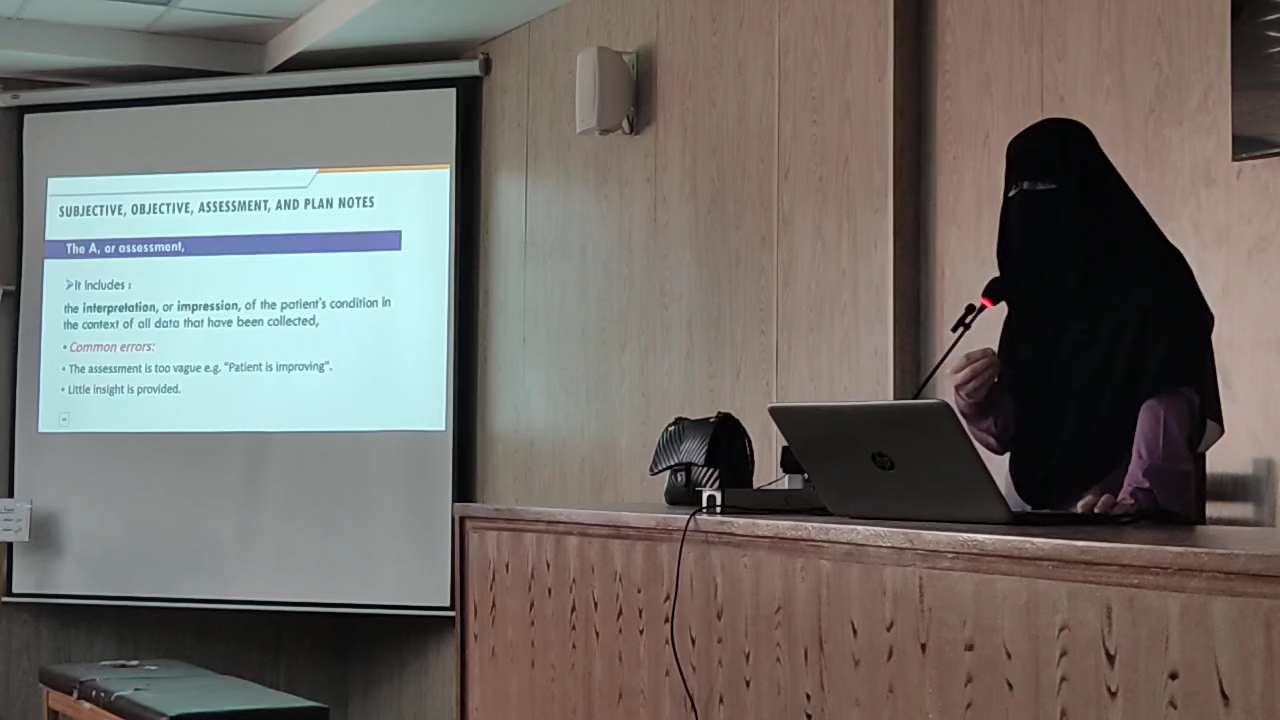 SUBJECTIVE, OBJECTIVE, ASSESSMENT, AND PLAN NOTES
The A, or assessment,
➢It Includes :
the interpretation, or impression, of the patient's condition in
the context of all data that have been collected,
• Common errors:
• The assessment is too vague e.g. "Patient is improving".
• Little insight is provided.
hp